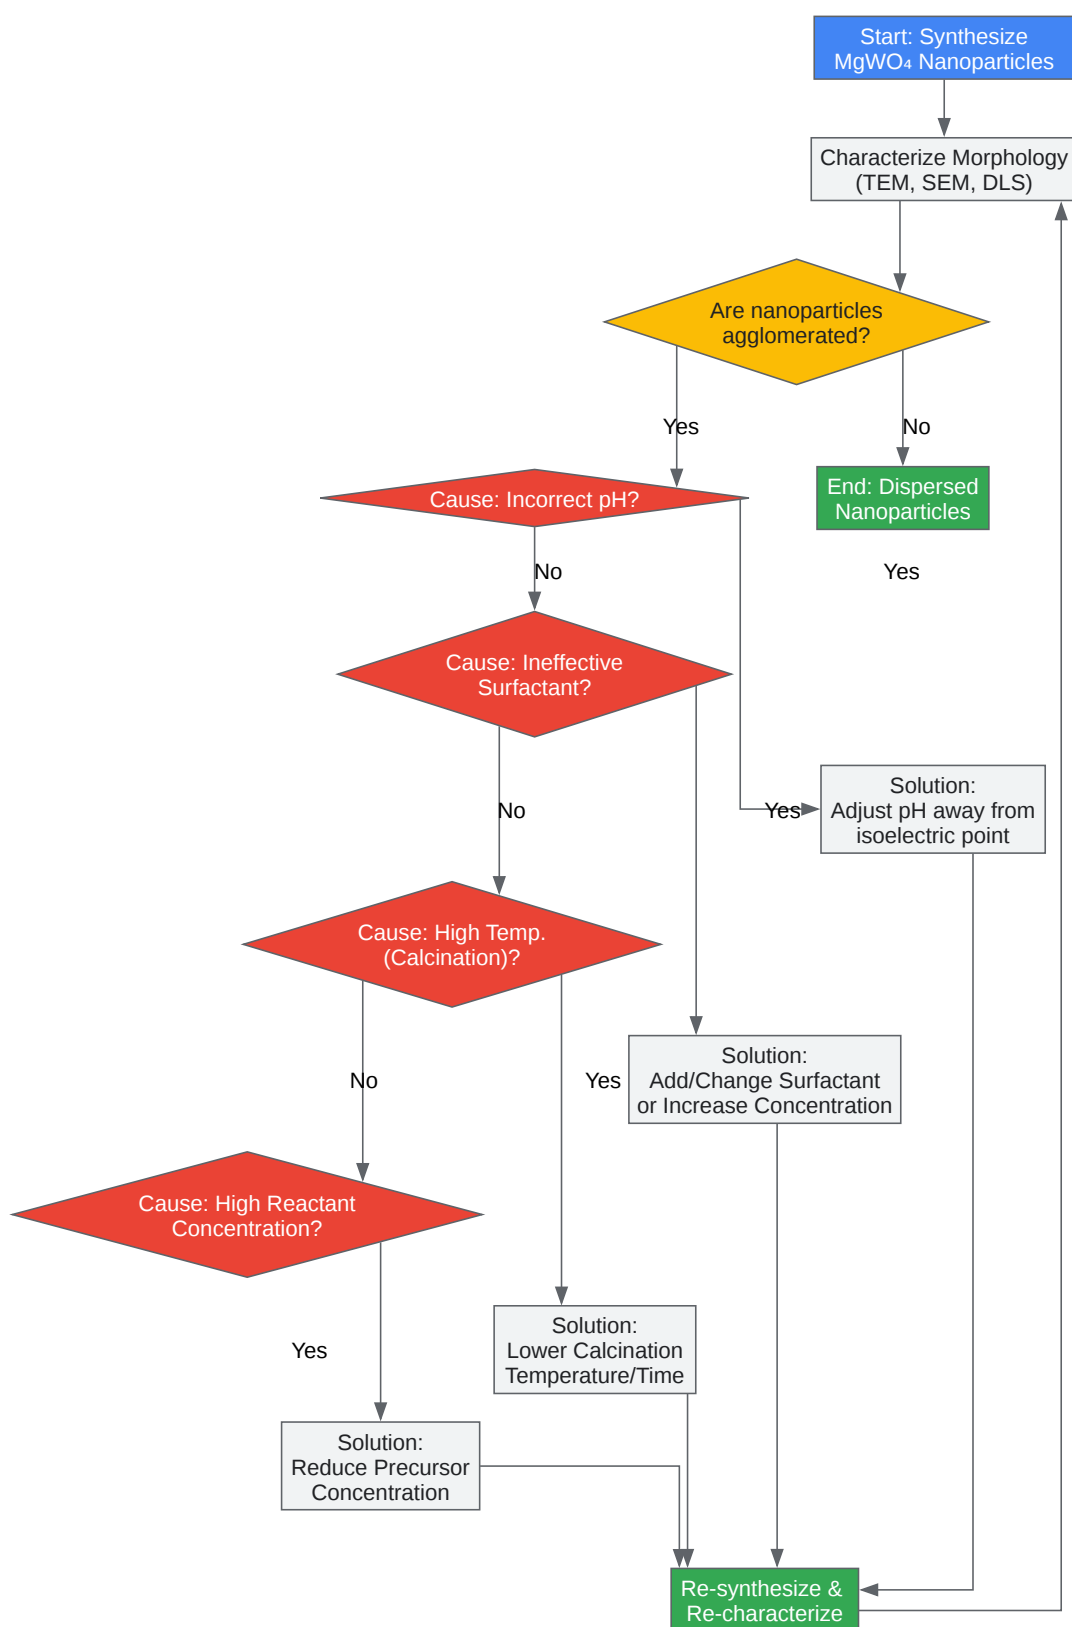 Start: Synthesize
MgWO₄ Nanoparticles
Characterize Morphology
(TEM, SEM, DLS)
Are nanoparticles
agglomerated?
Yes
No
Cause: Incorrect pH?
End: Dispersed
Nanoparticles
No
Yes
Cause: Ineffective
Surfactant?
No
Yes
Solution:
Adjust pH away from
isoelectric point
Cause: High Temp.
(Calcination)?
No
Yes
Solution:
Add/Change Surfactant
or Increase Concentration
Cause: High Reactant
Concentration?
Yes
Solution:
Lower Calcination
Temperature/Time
Solution:
Reduce Precursor
Concentration
Re-synthesize &
Re-characterize